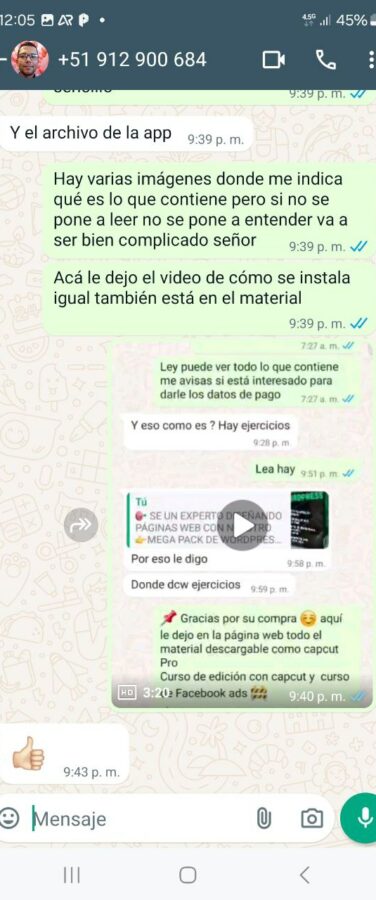 12:05
4,5G
45%
+51 912 900 684
sencillo
9:39 p. m.
Y el archivo de la app
9:39 p. m.
Hay varias imágenes donde me indica
qué es lo que contiene pero si no se
pone a leer no se pone a entender va a
ser bien complicado señor
9:39 p. m.
Acá le dejo el video de cómo se instala
igual también está en el material
9:39 p. m.
7:27 a. m.
Ley puede ver todo lo que contiene
me avisas si está interesado para
darle los datos de pago
7:27 a. m.
Y eso como es ? Hay ejercicios
9:28 p. m.
Lea hay
9:51 p. m.
Tú
SE UN EXPERTO
PÁGINAS WEB CON
MEGA PACK DE WORDPRES...
Por eso le digo
9:58 p. m.
Donde dcw ejercicios
9:59 p. m.
📌 Gracias por su compra ☺️ aquí
le dejo en la página web todo el
material descargable como capcut
Pro
Curso de edición con capcut y curso
e Facebook ads 🚧
HD 3:20
9:40 p. m.
👍🏼
9:43 p. m.
Mensaje